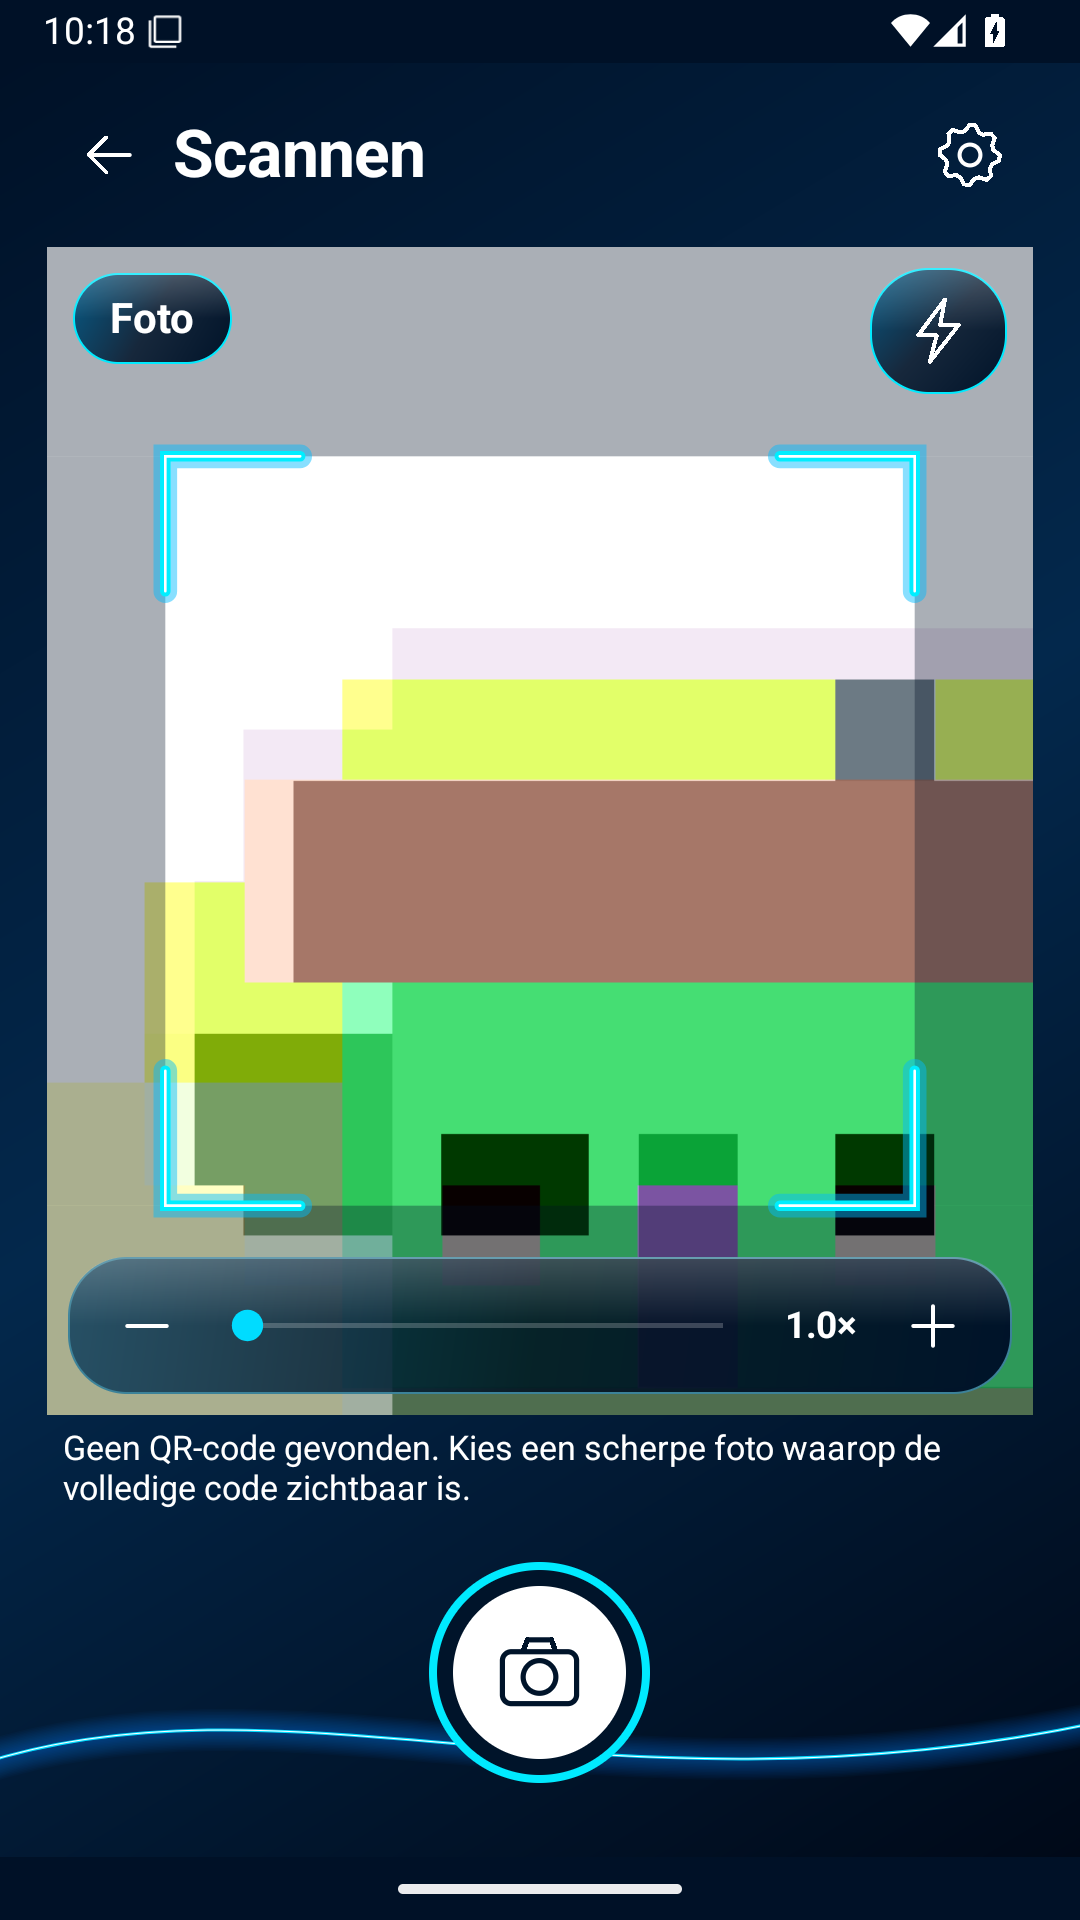 10:18
Scannen
Foto
1.0×
Geen QR-code gevonden. Kies een scherpe foto waarop de
volledige code zichtbaar is.